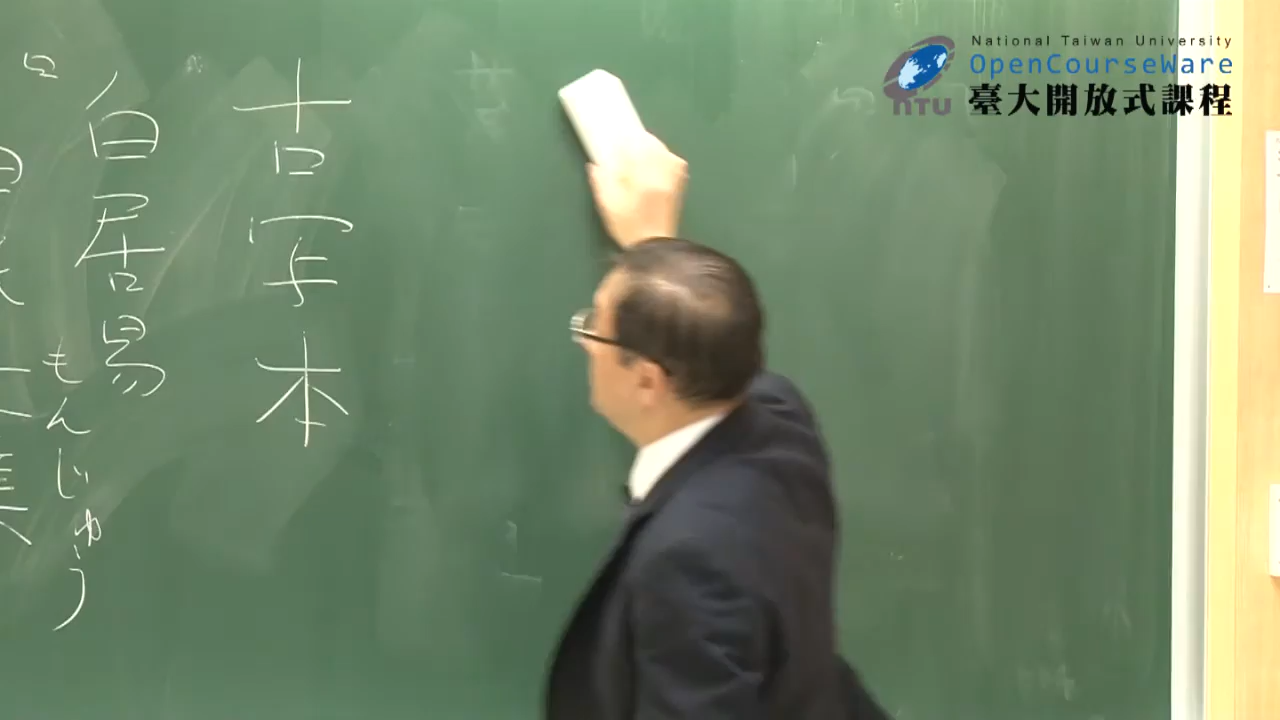 National Taiwan University
OpenCourseWare
NTU
臺大開放式課程
古写本
白居易
もんじゅう